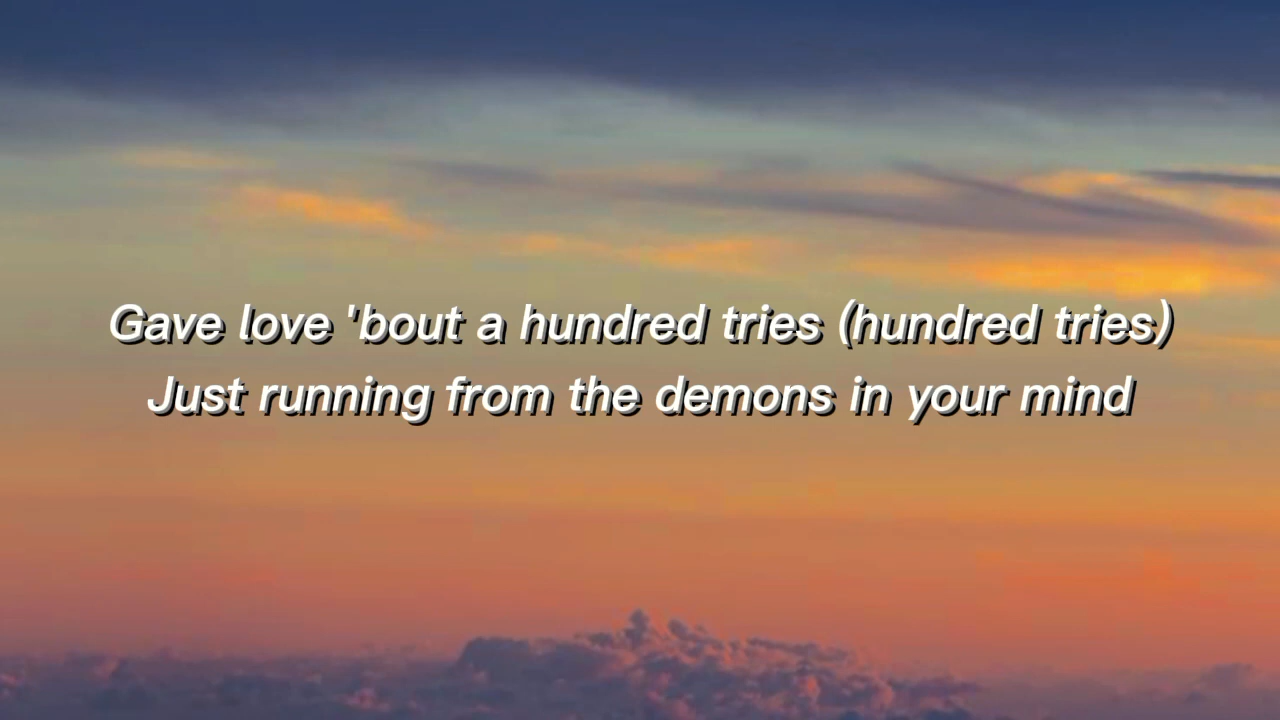 Gave love 'bout a hundred tries (hundred tries)
Just running from the demons in your mind